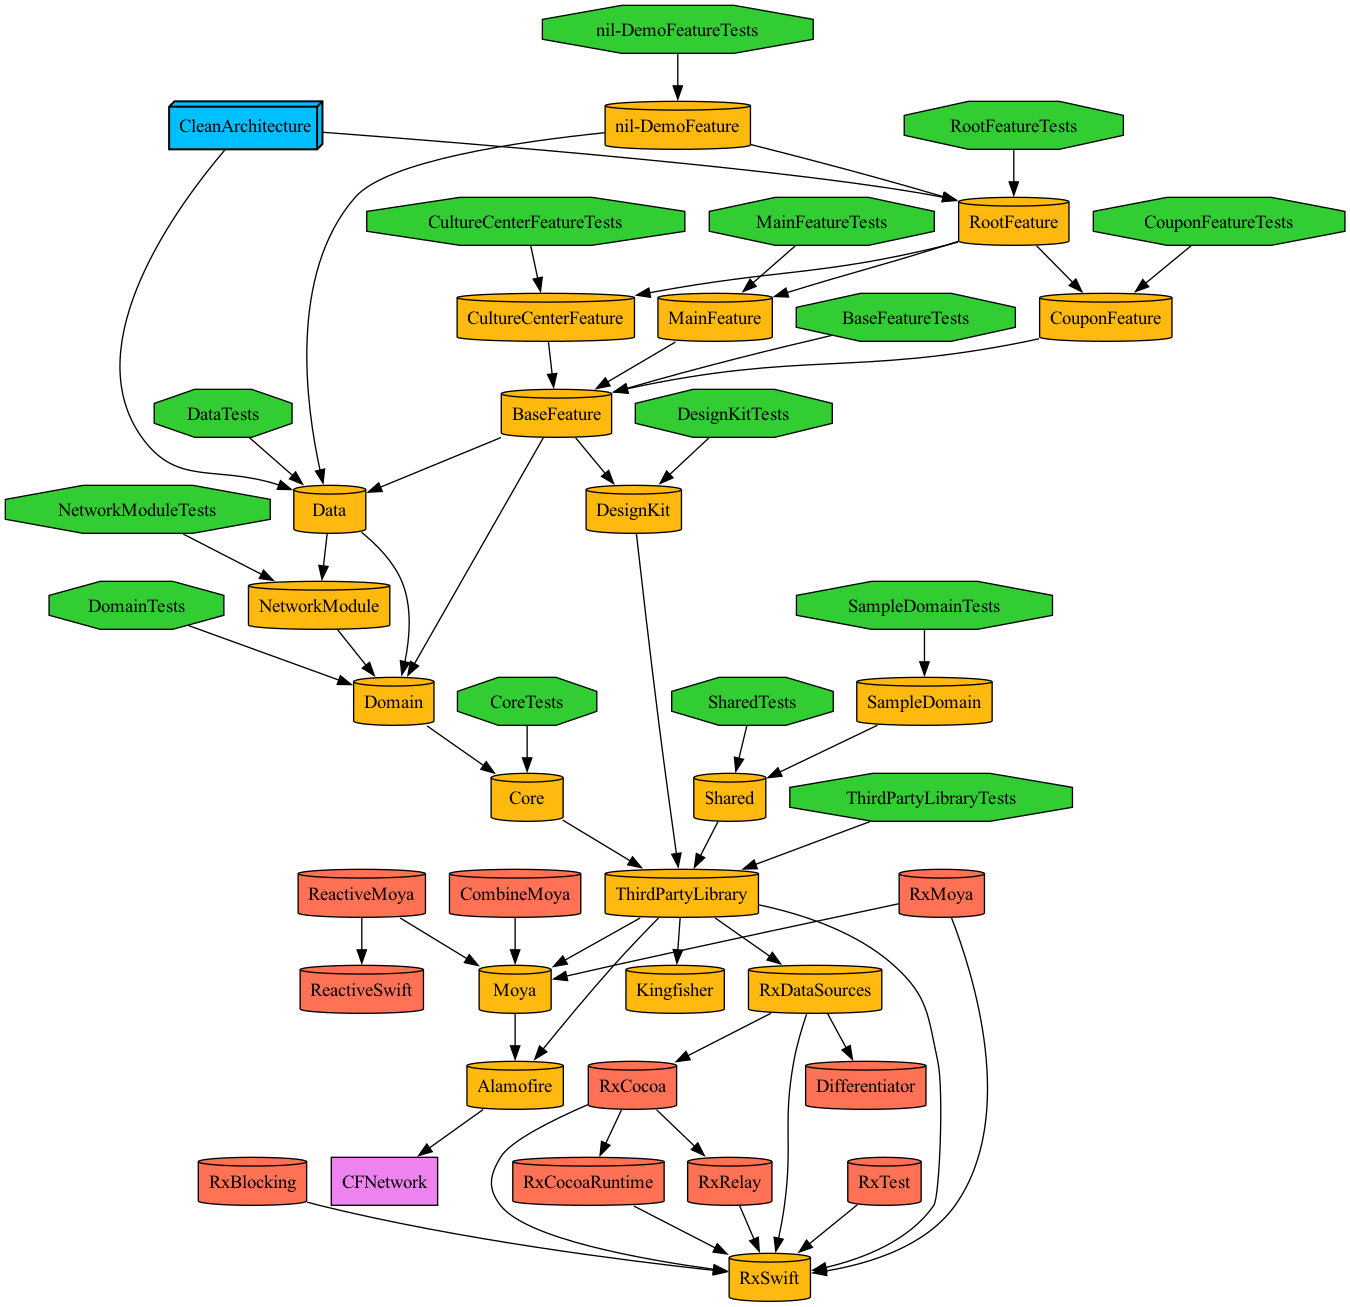 nil-DemoFeatureTests
CleanArchitecture
nil-DemoFeature
RootFeatureTests
CultureCenterFeatureTests
MainFeatureTests
RootFeature
CouponFeatureTests
CultureCenterFeature
MainFeature
BaseFeatureTests
CouponFeature
DataTests
BaseFeature
DesignKitTests
NetworkModuleTests
Data
DesignKit
DomainTests
NetworkModule
SampleDomainTests
Domain
CoreTests
SharedTests
SampleDomain
Core
Shared
ThirdPartyLibraryTests
ReactiveMoya
CombineMoya
ThirdPartyLibrary
RxMoya
ReactiveSwift
Moya
Kingfisher
RxDataSources
Alamofire
RxCocoa
Differentiator
RxBlocking
CFNetwork
RxCocoaRuntime
RxRelay
RxTest
RxSwift